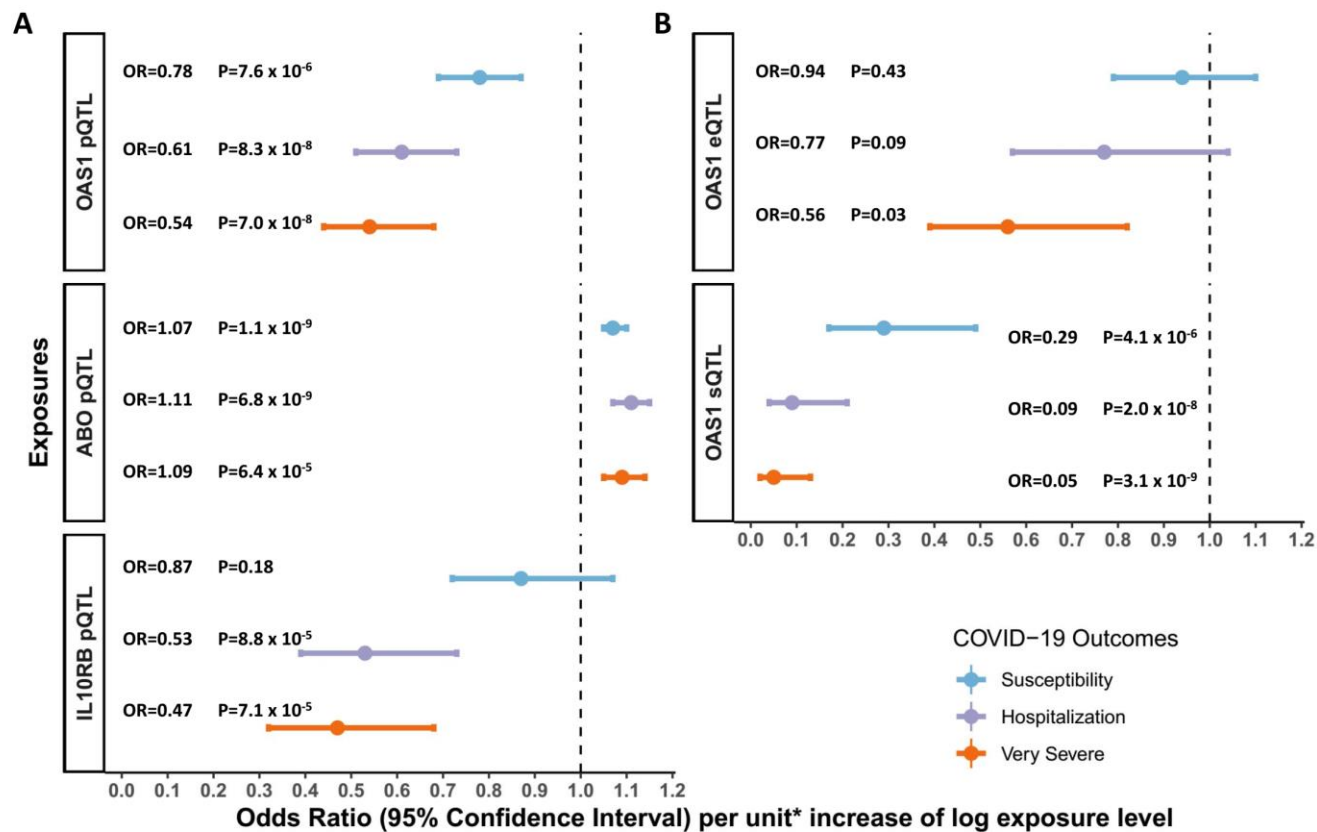 A
OAS1 pQTL
OR=0.78 P=7.6 x 10⁻⁶
OR=0.61 P=8.3 x 10⁻⁸
OR=0.54 P=7.0 x 10⁻⁸
Exposures
ABO pQTL
OR=1.07 P=1.1 x 10⁻⁹
OR=1.11 P=6.8 x 10⁻⁹
OR=1.09 P=6.4 x 10⁻⁵
IL10RB pQTL
OR=0.87 P=0.18
OR=0.53 P=8.8 x 10⁻⁵
OR=0.47 P=7.1 x 10⁻⁵
0.0 0.1 0.2 0.3 0.4 0.5 0.6 0.7 0.8 0.9 1.0 1.1 1.2
B
OAS1 eQTL
OR=0.94 P=0.43
OR=0.77 P=0.09
OR=0.56 P=0.03
OAS1 sQTL
OR=0.29 P=4.1 x 10⁻⁶
OR=0.09 P=2.0 x 10⁻⁸
OR=0.05 P=3.1 x 10⁻⁹
0.0 0.1 0.2 0.3 0.4 0.5 0.6 0.7 0.8 0.9 1.0 1.1 1.2
COVID−19 Outcomes
Susceptibility
Hospitalization
Very Severe
Odds Ratio (95% Confidence Interval) per unit* increase of log exposure level